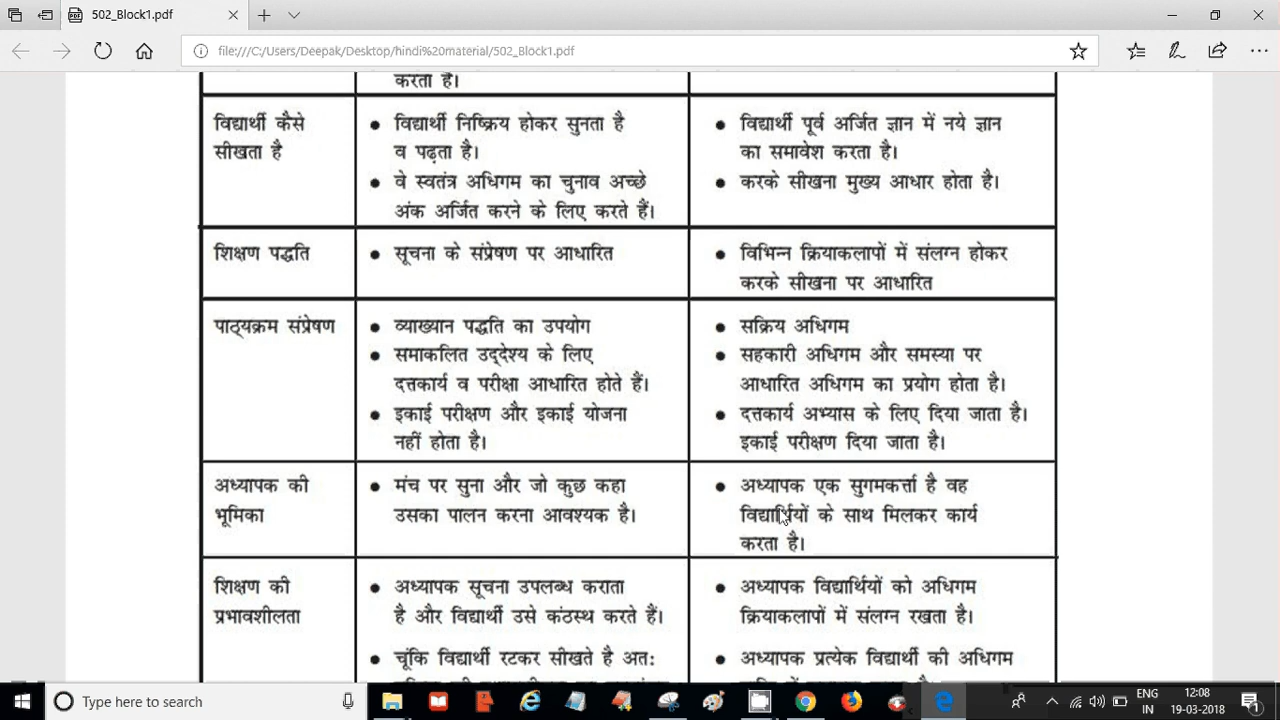 502_Block1.pdf
file:///C:/Users/Deepak/Desktop/hindi%20material/502_Block1.pdf
करता है।
विद्यार्थी कैसे
सीखता है
• विद्यार्थी निष्क्रिय होकर सुनता है
व पढ़ता है।
• वे स्वतंत्र अधिगम का चुनाव अच्छे
अंक अर्जित करने के लिए करते हैं।
• विद्यार्थी पूर्व अर्जित ज्ञान में नये ज्ञान
का समावेश करता है।
• करके सीखना मुख्य आधार होता है।
शिक्षण पद्धति
• सूचना के संप्रेषण पर आधारित
• विभिन्न क्रियाकलापों में संलग्न होकर
करके सीखना पर आधारित
पाठ्यक्रम संप्रेषण
• व्याख्यान पद्धति का उपयोग
• समाकलित उद्देश्य के लिए
दत्तकार्य व परीक्षा आधारित होते हैं।
• इकाई परीक्षण और इकाई योजना
नहीं होता है।
• सक्रिय अधिगम
• सहकारी अधिगम और समस्या पर
आधारित अधिगम का प्रयोग होता है।
• दत्तकार्य अभ्यास के लिए दिया जाता है।
इकाई परीक्षण दिया जाता है।
अध्यापक की
भूमिका
• मंच पर सुना और जो कुछ कहा
उसका पालन करना आवश्यक है।
• अध्यापक एक सुगमकर्त्ता है वह
विद्यार्थियों के साथ मिलकर कार्य
करता है।
शिक्षण की
प्रभावशीलता
• अध्यापक सूचना उपलब्ध कराता
है और विद्यार्थी उसे कंठस्थ करते हैं।
• चूंकि विद्यार्थी रटकर सीखते है अतः
• अध्यापक विद्यार्थियों को अधिगम
क्रियाकलापों में संलग्न रखता है।
• अध्यापक प्रत्येक विद्यार्थी की अधिगम
Type here to search
ENG
IN
12:08
19-03-2018
1